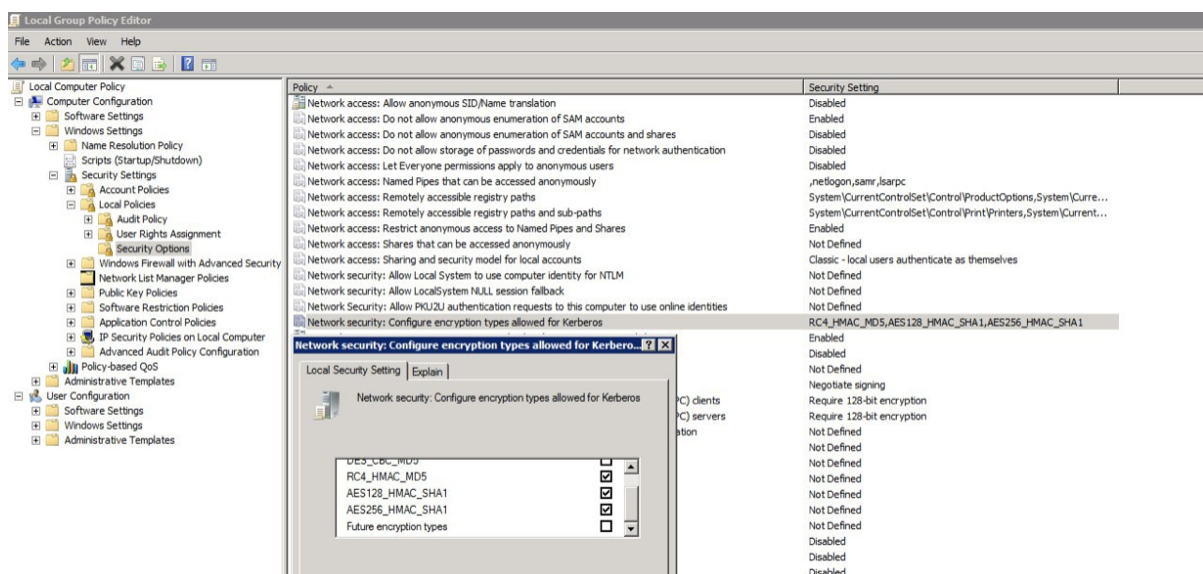 Local Group Policy Editor
File Action View Help
Local Computer Policy
Computer Configuration
Software Settings
Windows Settings
Name Resolution Policy
Scripts (Startup/Shutdown)
Security Settings
Account Policies
Local Policies
Audit Policy
User Rights Assignment
Security Options
Windows Firewall with Advanced Security
Network List Manager Policies
Public Key Policies
Software Restriction Policies
Application Control Policies
IP Security Policies on Local Computer
Advanced Audit Policy Configuration
Policy-based QoS
Administrative Templates
User Configuration
Software Settings
Windows Settings
Administrative Templates
Policy Security Setting
Network access: Allow anonymous SID/Name translation Disabled
Network access: Do not allow anonymous enumeration of SAM accounts Enabled
Network access: Do not allow anonymous enumeration of SAM accounts and shares Disabled
Network access: Do not allow storage of passwords and credentials for network authentication Disabled
Network access: Let Everyone permissions apply to anonymous users Disabled
Network access: Named Pipes that can be accessed anonymously ,netlogon,samr,lsarpc
Network access: Remotely accessible registry paths System\CurrentControlSet\Control\ProductOptions,System\Curre...
Network access: Remotely accessible registry paths and sub-paths System\CurrentControlSet\Control\Print\Printers,System\Current...
Network access: Restrict anonymous access to Named Pipes and Shares Enabled
Network access: Shares that can be accessed anonymously Not Defined
Network access: Sharing and security model for local accounts Classic - local users authenticate as themselves
Network security: Allow Local System to use computer identity for NTLM Not Defined
Network security: Allow LocalSystem NULL session fallback Not Defined
Network Security: Allow PKU2U authentication requests to this computer to use online identities Not Defined
Network security: Configure encryption types allowed for Kerberos RC4_HMAC_MD5,AES128_HMAC_SHA1,AES256_HMAC_SHA1
Enabled
Disabled
Not Defined
Negotiate signing
PC) clients Require 128-bit encryption
PC) servers Require 128-bit encryption
ation Not Defined
Not Defined
Not Defined
Not Defined
Not Defined
Not Defined
Not Defined
Disabled
Disabled
Disabled
Network security: Configure encryption types allowed for Kerbero... ? X
Local Security Setting Explain
Network security: Configure encryption types allowed for Kerberos
DES_CBC_MD5
RC4_HMAC_MD5
AES128_HMAC_SHA1
AES256_HMAC_SHA1
Future encryption types